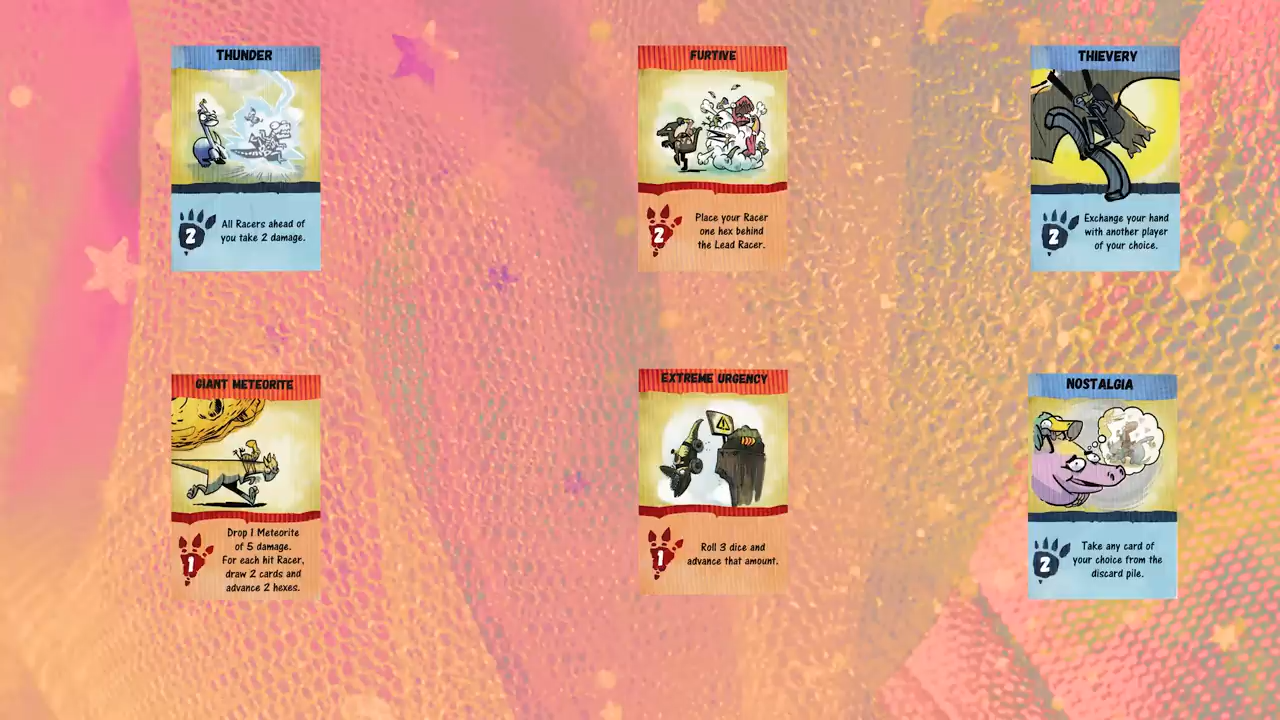 THUNDER
2
All Racers ahead of
you take 2 damage.
FURTIVE
2
Place your Racer
one hex behind
the Lead Racer.
THIEVERY
2
Exchange your hand
with another player
of your choice.
GIANT METEORITE
1
Drop 1 Meteorite
of 5 damage.
For each hit Racer,
draw 2 cards and
advance 2 hexes.
EXTREME URGENCY
1
Roll 3 dice and
advance that amount.
NOSTALGIA
2
Take any card of
your choice from the
discard pile.